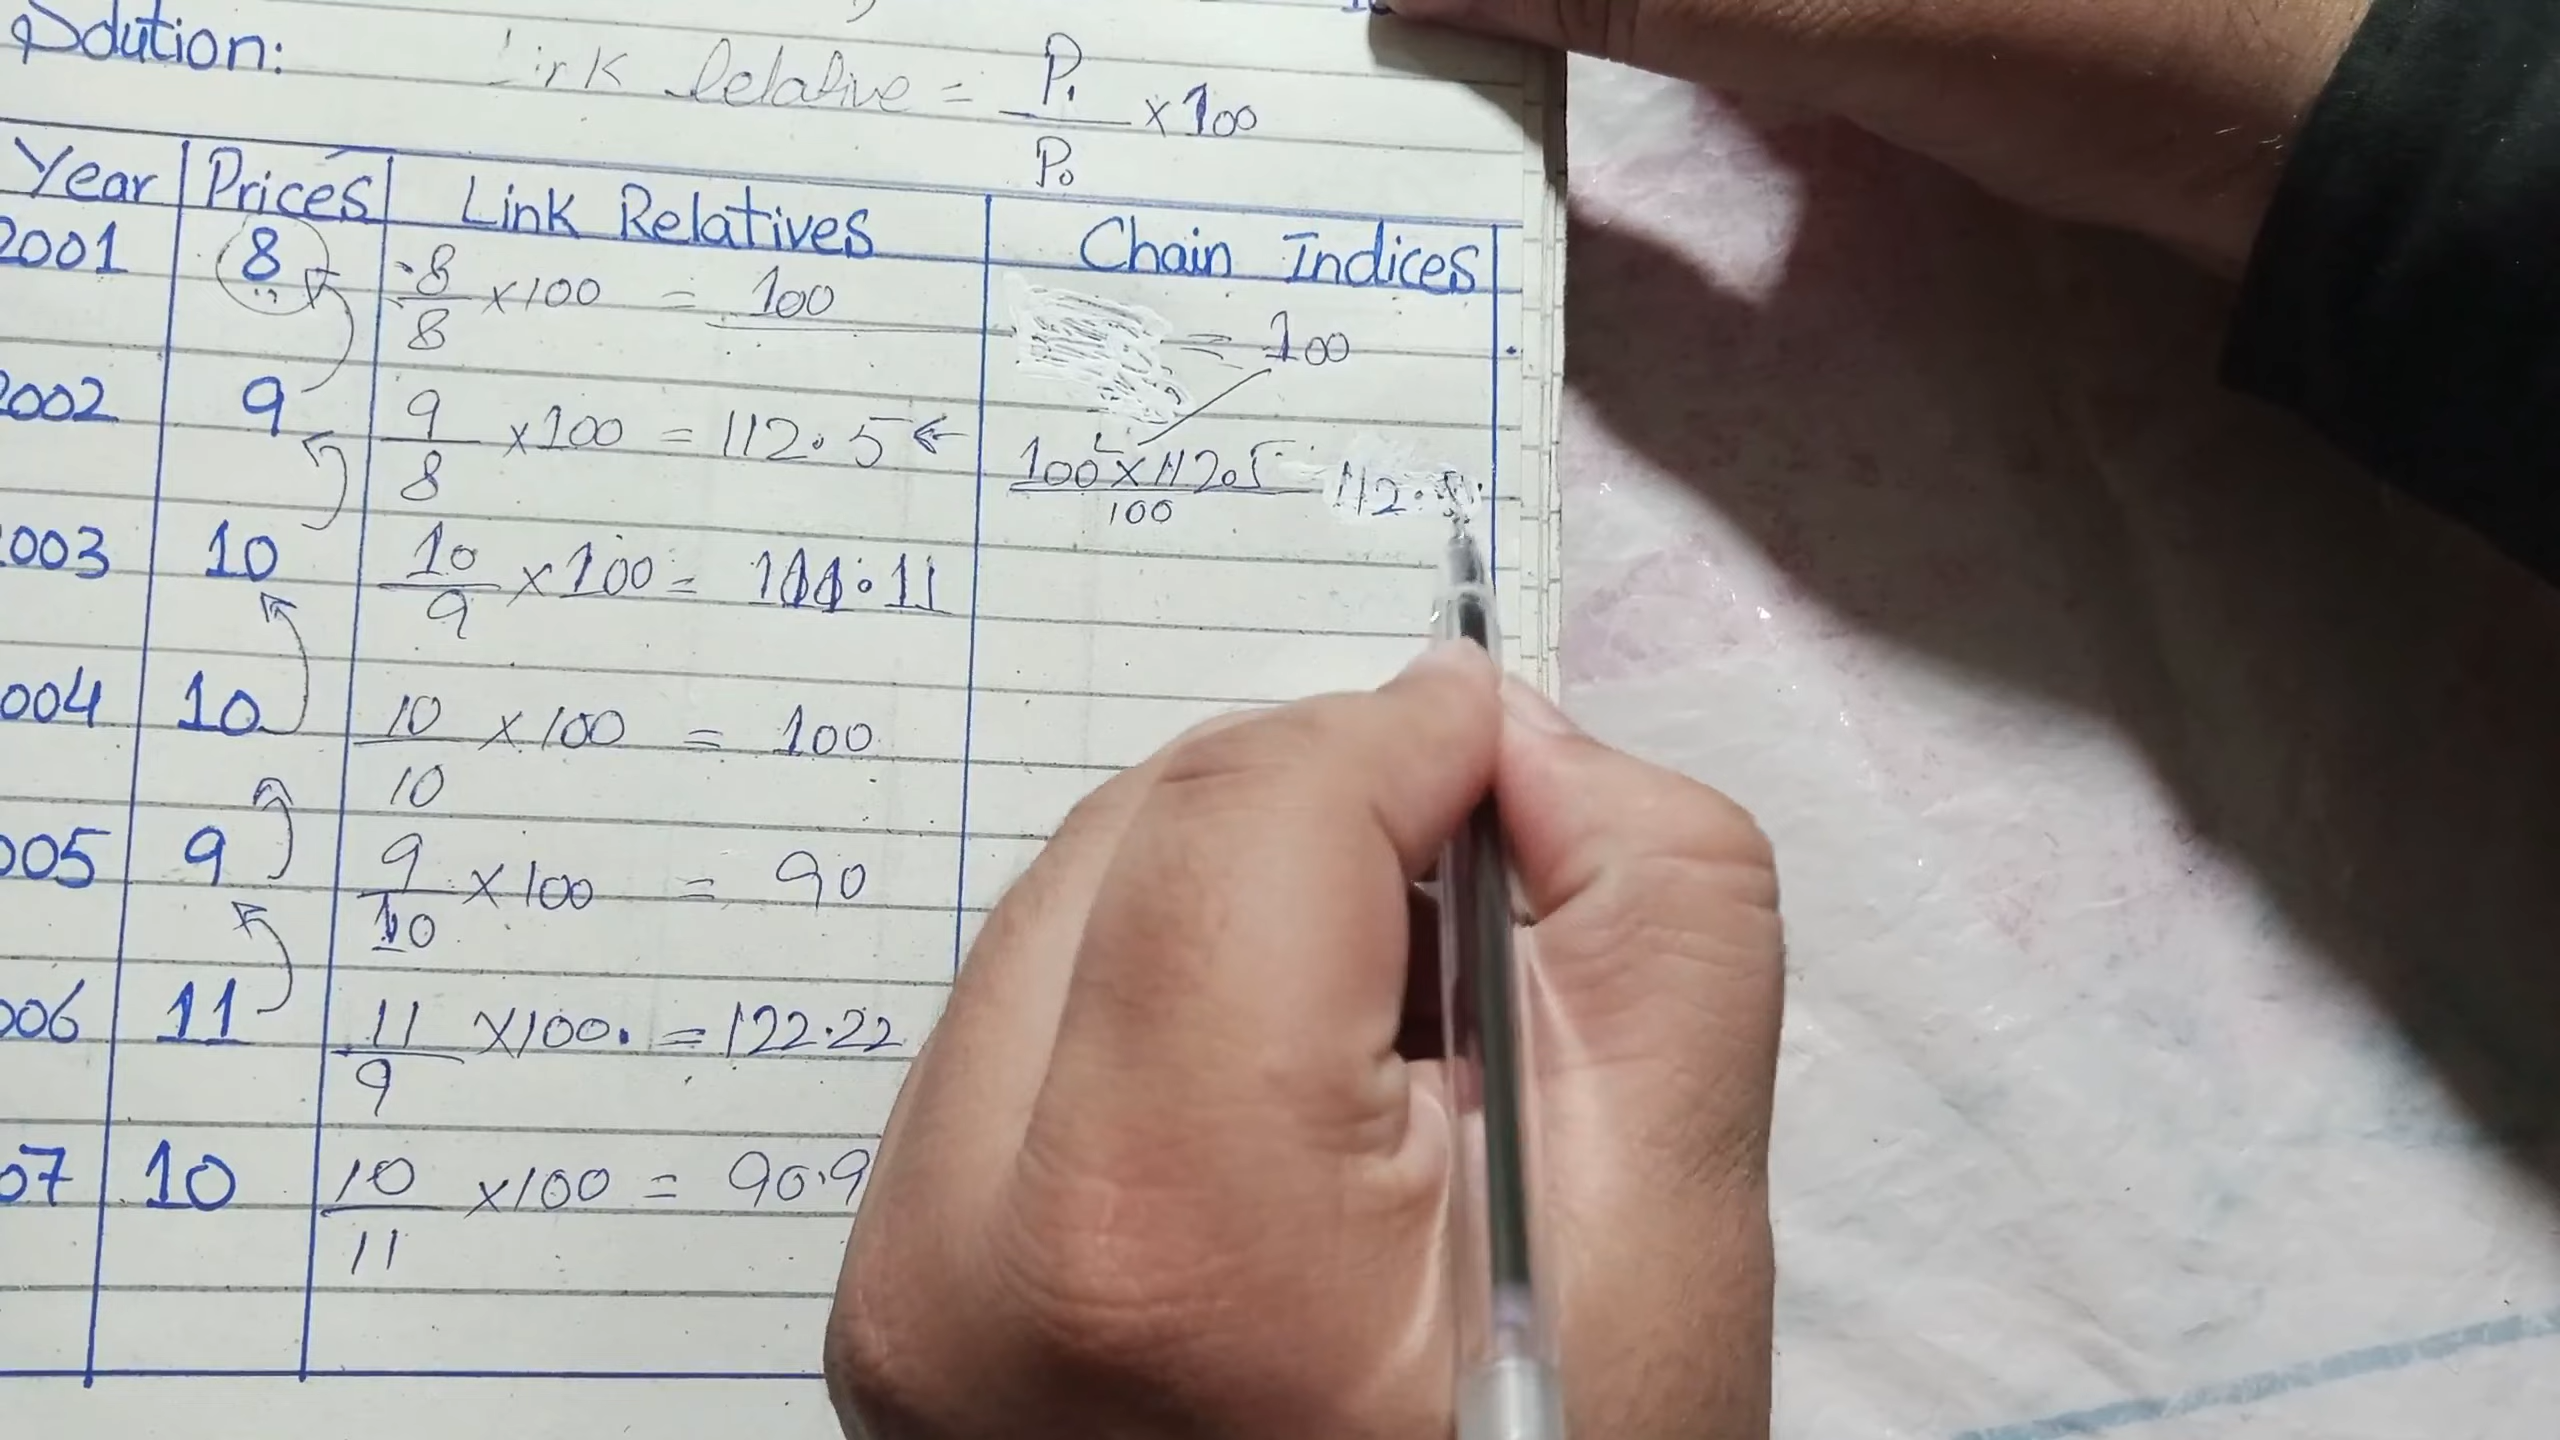 Solution: Link Relative = P₁/P₀ × 100
Year Prices Link Relatives Chain Indices
2001 8 8/8 ×100 = 100 = 100
2002 9 9/8 ×100 = 112.5 ← 100×112.5/100 112.5
003 10 10/9 ×100 = 111.11
004 10 10/10 ×100 = 100
005 9 9/10 ×100 = 90
006 11 11/9 ×100. = 122.22
07 10 10/11 ×100 = 90.9